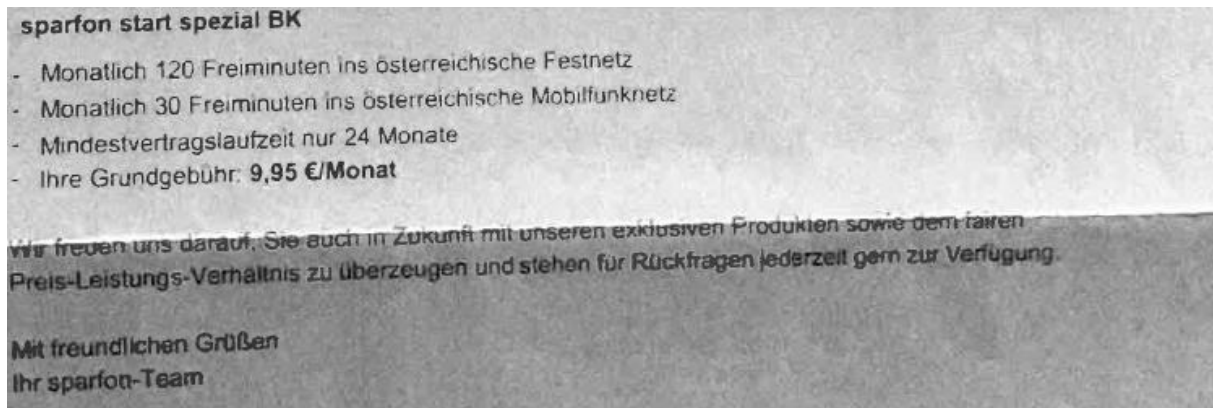 sparfon start spezial BK
- Monatlich 120 Freiminuten ins österreichische Festnetz
- Monatlich 30 Freiminuten ins österreichische Mobilfunknetz
- Mindestvertragslaufzeit nur 24 Monate
- Ihre Grundgebühr: 9,95 €/Monat
Wir freuen uns darauf, Sie auch in Zukunft mit unseren exklusiven Produkten sowie dem fairen
Preis-Leistungs-Verhältnis zu überzeugen und stehen für Rückfragen jederzeit gern zur Verfügung.
Mit freundlichen Grüßen
Ihr sparfon-Team